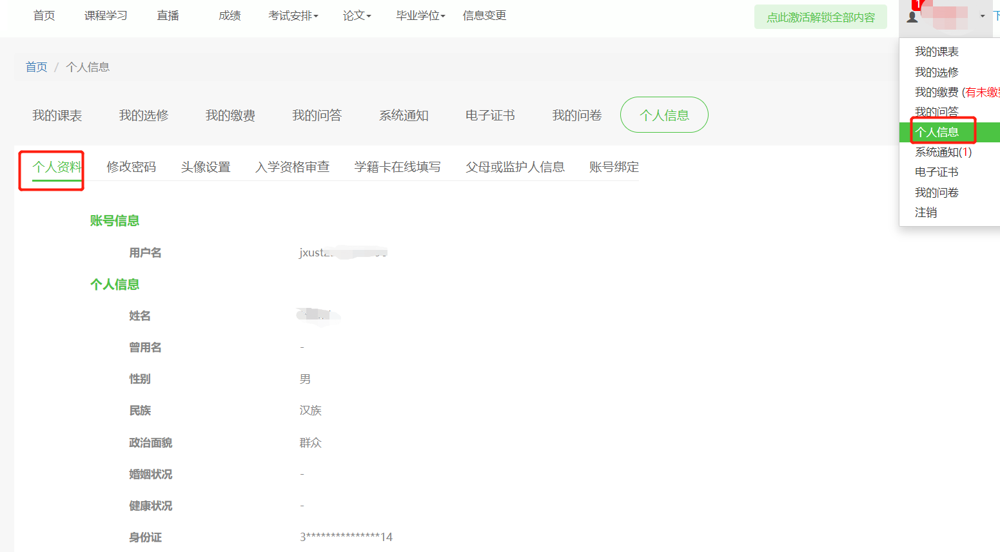 首页 课程学习 直播 成绩 考试安排 论文 毕业学位 信息变更 点此激活解锁全部内容 1
首页 / 个人信息
我的课表 我的选修 我的缴费 我的问答 系统通知 电子证书 我的问卷 个人信息
个人资料 修改密码 头像设置 入学资格审查 学籍卡在线填写 父母或监护人信息 账号绑定
账号信息
用户名 jxust
个人信息
姓名
曾用名 -
性别 男
民族 汉族
政治面貌 群众
婚姻状况 -
健康状况 -
身份证 3***************14
我的课表
我的选修
我的缴费 (有未缴
我的问答
个人信息
系统通知(1)
电子证书
我的问卷
注销